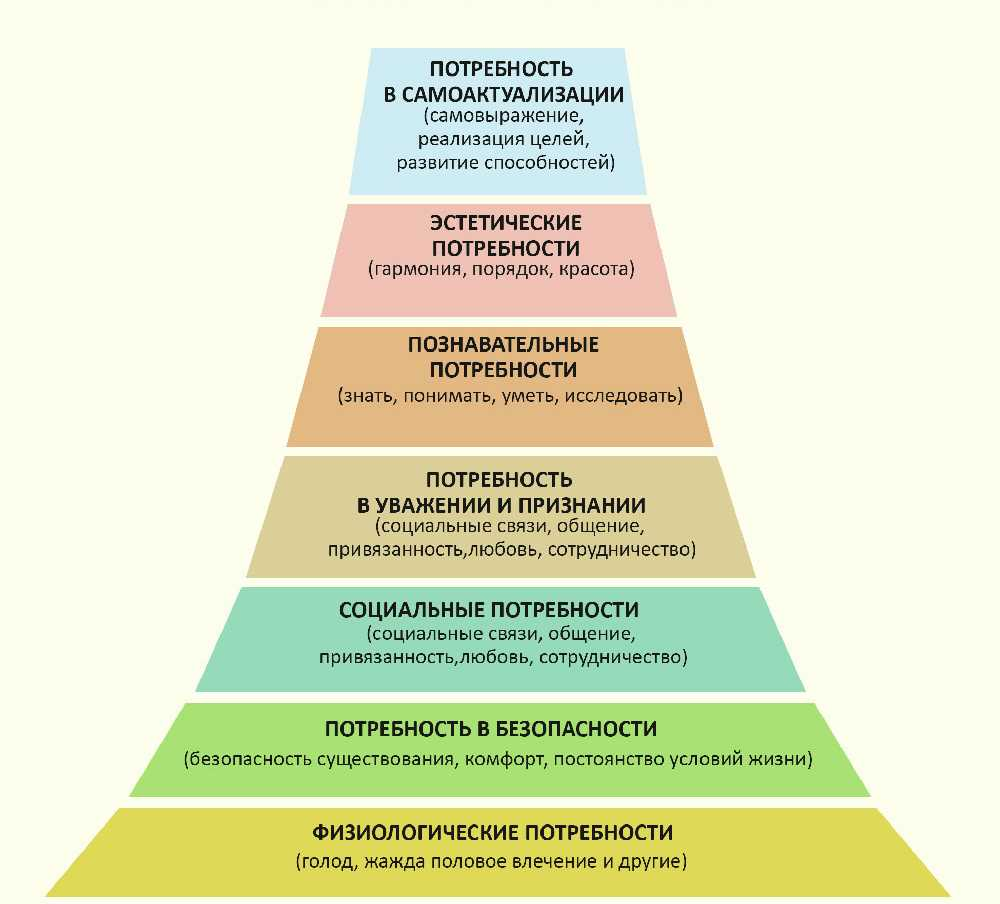 ПОТРЕБНОСТЬ
В САМОАКТУАЛИЗАЦИИ
(самовыражение,
реализация целей,
развитие способностей)
ЭСТЕТИЧЕСКИЕ
ПОТРЕБНОСТИ
(гармония, порядок, красота)
ПОЗНАВАТЕЛЬНЫЕ
ПОТРЕБНОСТИ
(знать, понимать, уметь, исследовать)
ПОТРЕБНОСТЬ
В УВАЖЕНИИ И ПРИЗНАНИИ
(социальные связи, общение,
привязанность,любовь, сотрудничество)
СОЦИАЛЬНЫЕ ПОТРЕБНОСТИ
(социальные связи, общение,
привязанность,любовь, сотрудничество)
ПОТРЕБНОСТЬ В БЕЗОПАСНОСТИ
(безопасность существования, комфорт, постоянство условий жизни)
ФИЗИОЛОГИЧЕСКИЕ ПОТРЕБНОСТИ
(голод, жажда половое влечение и другие)